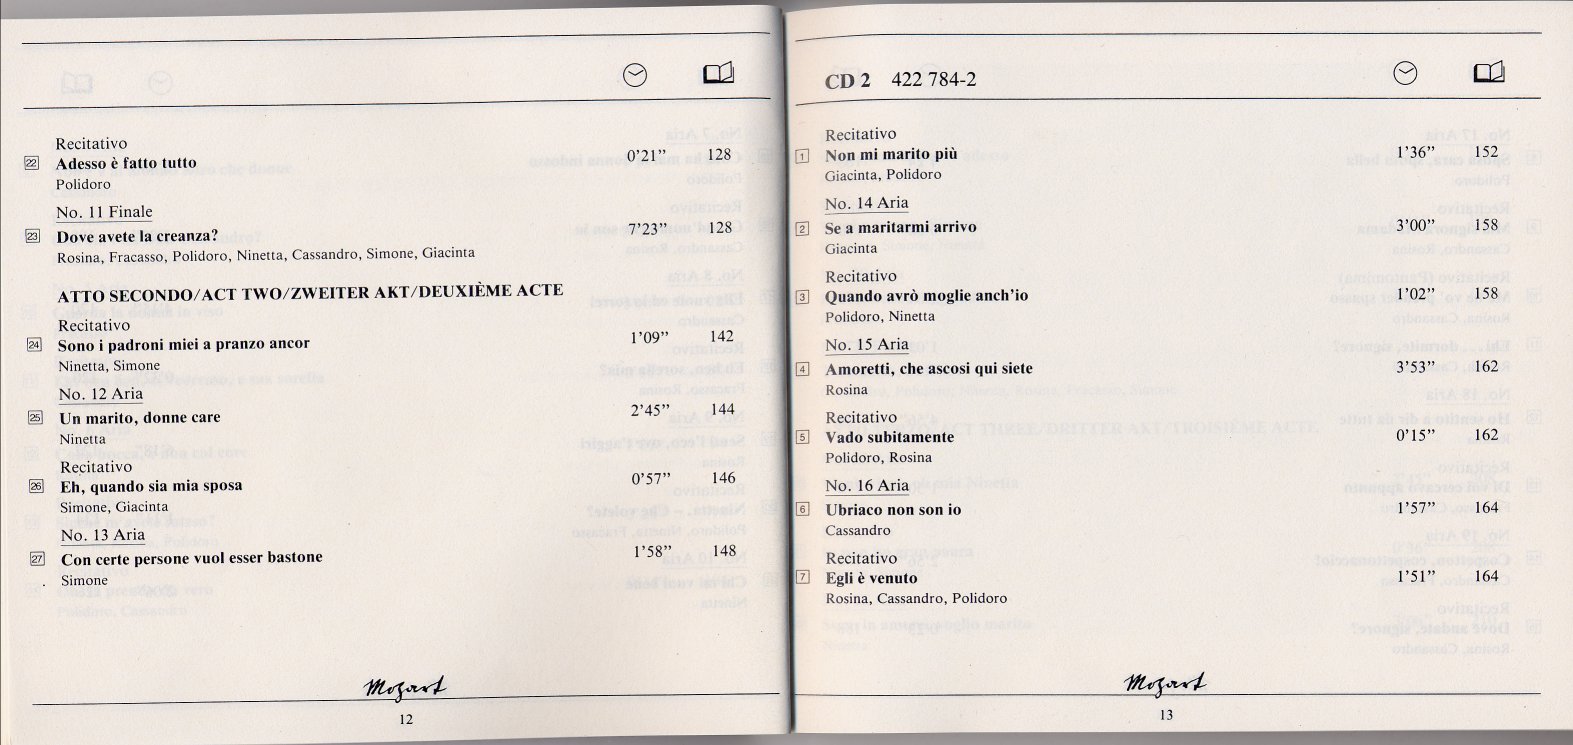 Recitativo
22 Adesso è fatto tutto 0'21" 128
Polidoro
No. 11 Finale
23 Dove avete la creanza? 7'23" 128
Rosina, Fracasso, Polidoro, Ninetta, Cassandro, Simone, Giacinta
ATTO SECONDO/ACT TWO/ZWEITER AKT/DEUXIÈME ACTE
Recitativo
24 Sono i padroni miei a pranzo ancor 1'09" 142
Ninetta, Simone
No. 12 Aria
25 Un marito, donne care 2'45" 144
Ninetta
Recitativo
26 Eh, quando sia mia sposa 0'57" 146
Simone, Giacinta
No. 13 Aria
27 Con certe persone vuol esser bastone 1'58" 148
Simone
Mozart
12
CD 2 422 784-2
Recitativo
1 Non mi marito più 1'36" 152
Giacinta, Polidoro
No. 14 Aria
2 Se a maritarmi arrivo 3'00" 158
Giacinta
Recitativo
3 Quando avrò moglie anch'io 1'02" 158
Polidoro, Ninetta
No. 15 Aria
4 Amoretti, che ascosi qui siete 3'53" 162
Rosina
Recitativo
5 Vado subitamente 0'15" 162
Polidoro, Rosina
No. 16 Aria
6 Ubriaco non son io 1'57" 164
Cassandro
Recitativo
7 Egli è venuto 1'51" 164
Rosina, Cassandro, Polidoro
Mozart
13